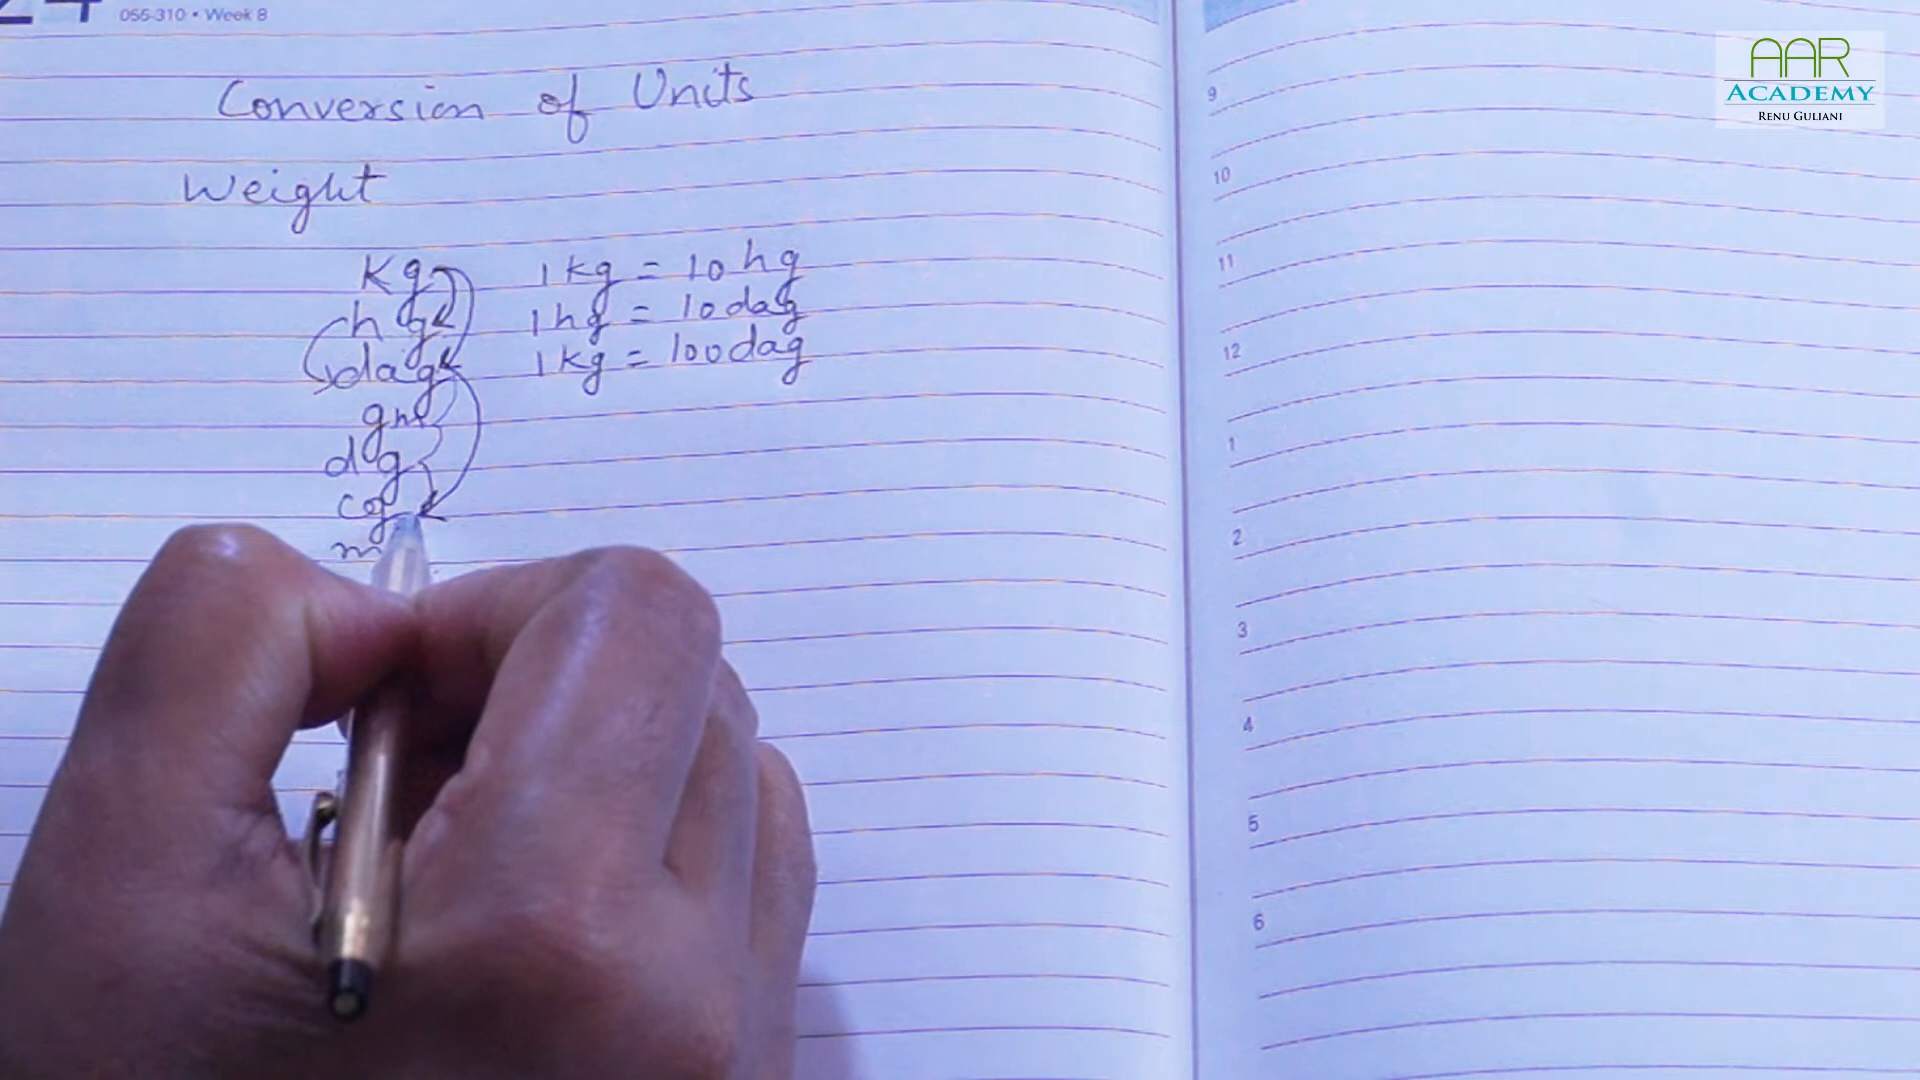 24
055-310 • Week 8
Conversion of Units
Weight
Kg 1 kg = 10 hg
hg 1 hg = 10 dag
dag 1 kg = 100 dag
gm
dg
cg
m
9
10
11
12
1
2
3
4
5
6
AAR
ACADEMY
RENU GULIANI